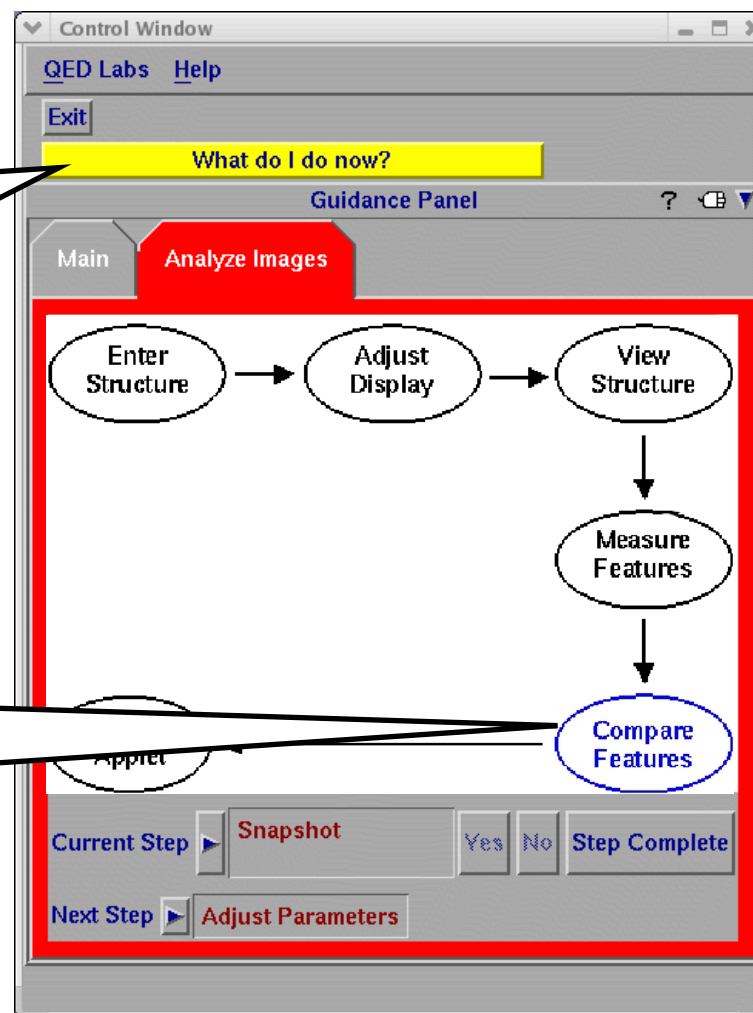 Control Window
QED Labs Help
Exit
What do I do now?
Guidance Panel ?
Main Analyze Images
Enter
Structure
Adjust
Display
View
Structure
Measure
Features
Compare
Features
Applet
Current Step Snapshot Yes No Step Complete
Next Step Adjust Parameters